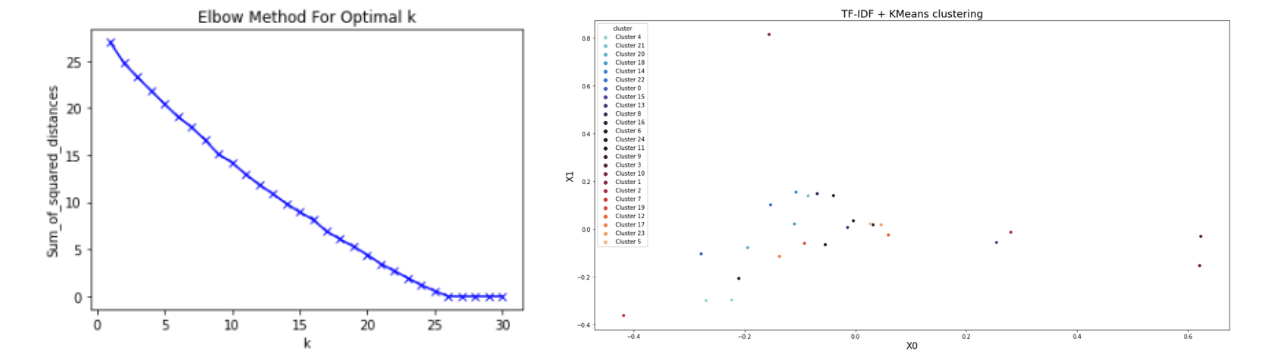 Elbow Method For Optimal k
Sum_of_squared_distances
25
20
15
10
5
0
0 5 10 15 20 25 30
k
TF-IDF + KMeans clustering
X1
0.8
0.6
0.4
0.2
0.0
−0.2
−0.4
cluster
Cluster 4
Cluster 21
Cluster 20
Cluster 18
Cluster 14
Cluster 22
Cluster 0
Cluster 15
Cluster 13
Cluster 8
Cluster 16
Cluster 6
Cluster 24
Cluster 11
Cluster 9
Cluster 3
Cluster 10
Cluster 1
Cluster 2
Cluster 7
Cluster 19
Cluster 12
Cluster 17
Cluster 23
Cluster 5
−0.4 −0.2 0.0 0.2 0.4 0.6
X0